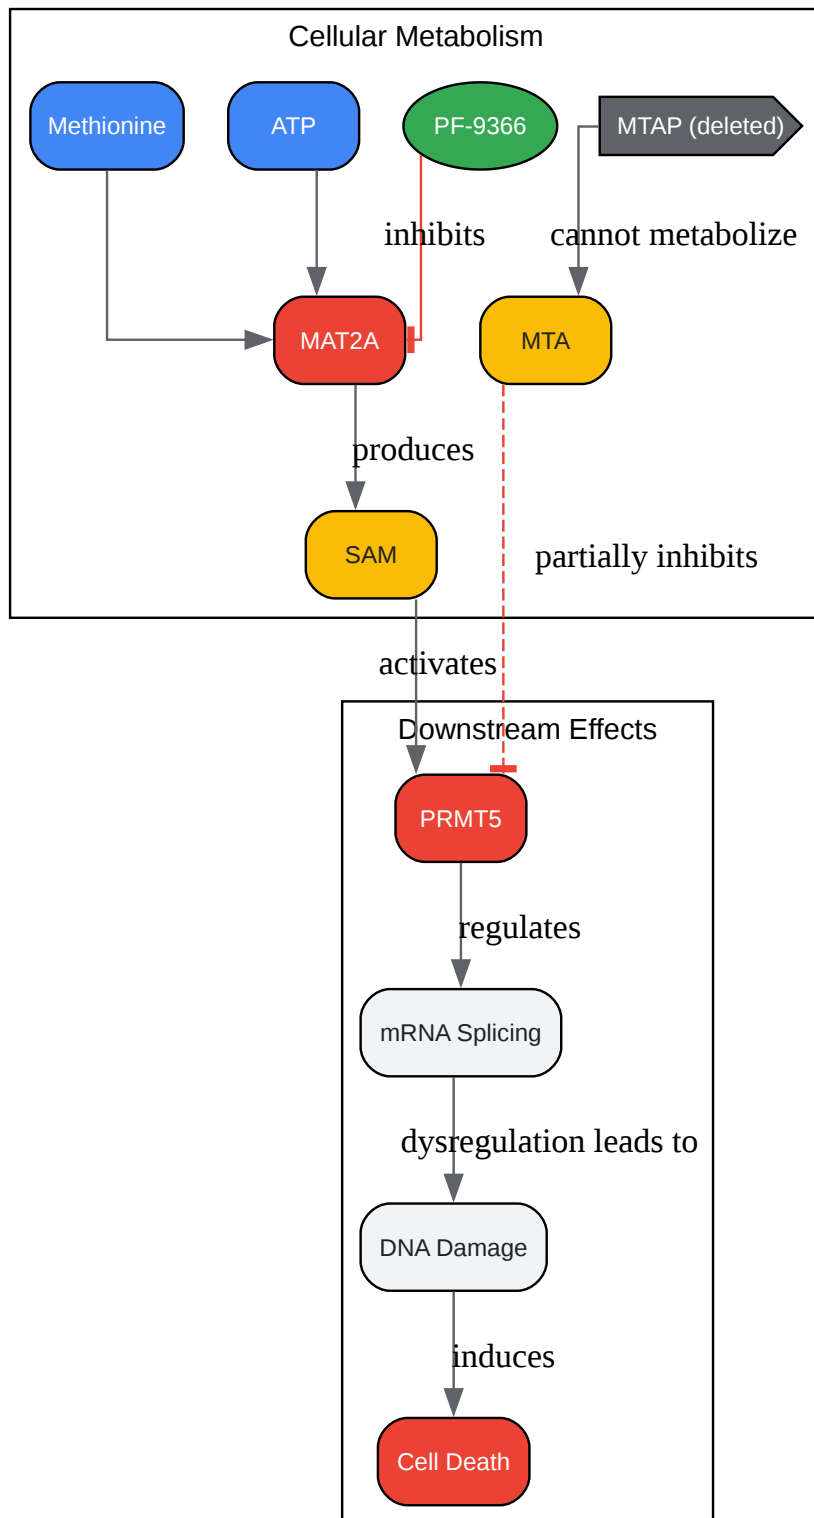 Cellular Metabolism
Methionine
ATP
PF-9366
MTAP (deleted)
inhibits
cannot metabolize
MAT2A
MTA
produces
SAM
partially inhibits
activates
Downstream Effects
PRMT5
regulates
mRNA Splicing
dysregulation leads to
DNA Damage
induces
Cell Death